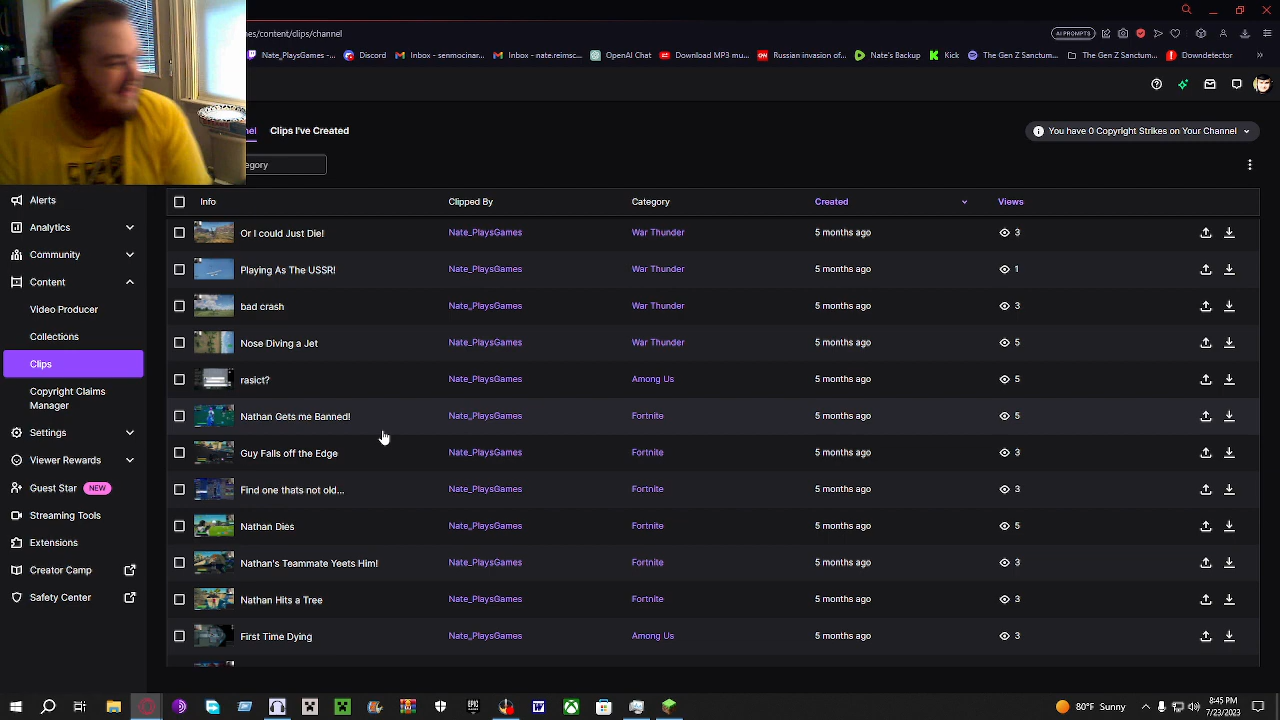 es/content/clips/channel
AI PROMPTS
Nate_PlaysGames -...
Discord
Inbox - senmocinar...
Inbox - nate.reinar...
OpenAI Chat
Download MP3 mu...
Russian invasion of...
Nate's Backup
Kick
The Forums | Sanct...
The Gen Z Sanctum...
Downdetector
el
Clips I've Created
You have 0 Copyright Strikes on Your Channel
egory
Alerts
Analytics
Community
Content
Video Producer
Collections
Clips
Copyright Claims
Manager
Settings
Viewer Rewards
Guest Star NEW
Streaming Tools
Extensions
Creator Camp
Safety Center
Info Clipped By Category Created Views
Or I could Just Die! Nate_PlaysGames War Thunder 5 months ago 3
Playing As The USSR! Nate_PlaysGames War Thunder 5 months ago 1
bad crash Nate_PlaysGames War Thunder 5 months ago 3
Nose Diving a Jet Nate_PlaysGames War Thunder 5 months ago 5
rasict? Nate_PlaysGames Among Us 5 months ago 5
Nathan Gets me Banned! Nate_PlaysGames Fortnite 5 months ago 5
Guy Falls off the Edge Nate_PlaysGames Fortnite 5 months ago 3
Find one thats not old... Nate_PlaysGames Fortnite 5 months ago 3
Nathan Dies Nate_PlaysGames Fortnite 5 months ago 5
Nathan's Teammate Yeets Him! Nate_PlaysGames Fortnite 5 months ago 3
Nathan Hits a Tree Nate_PlaysGames Fortnite 5 months ago 3
First Time Dying Nate_PlaysGames Among Us 5 months ago 3
80°F Sunny
8:45 PM
7/23/2023